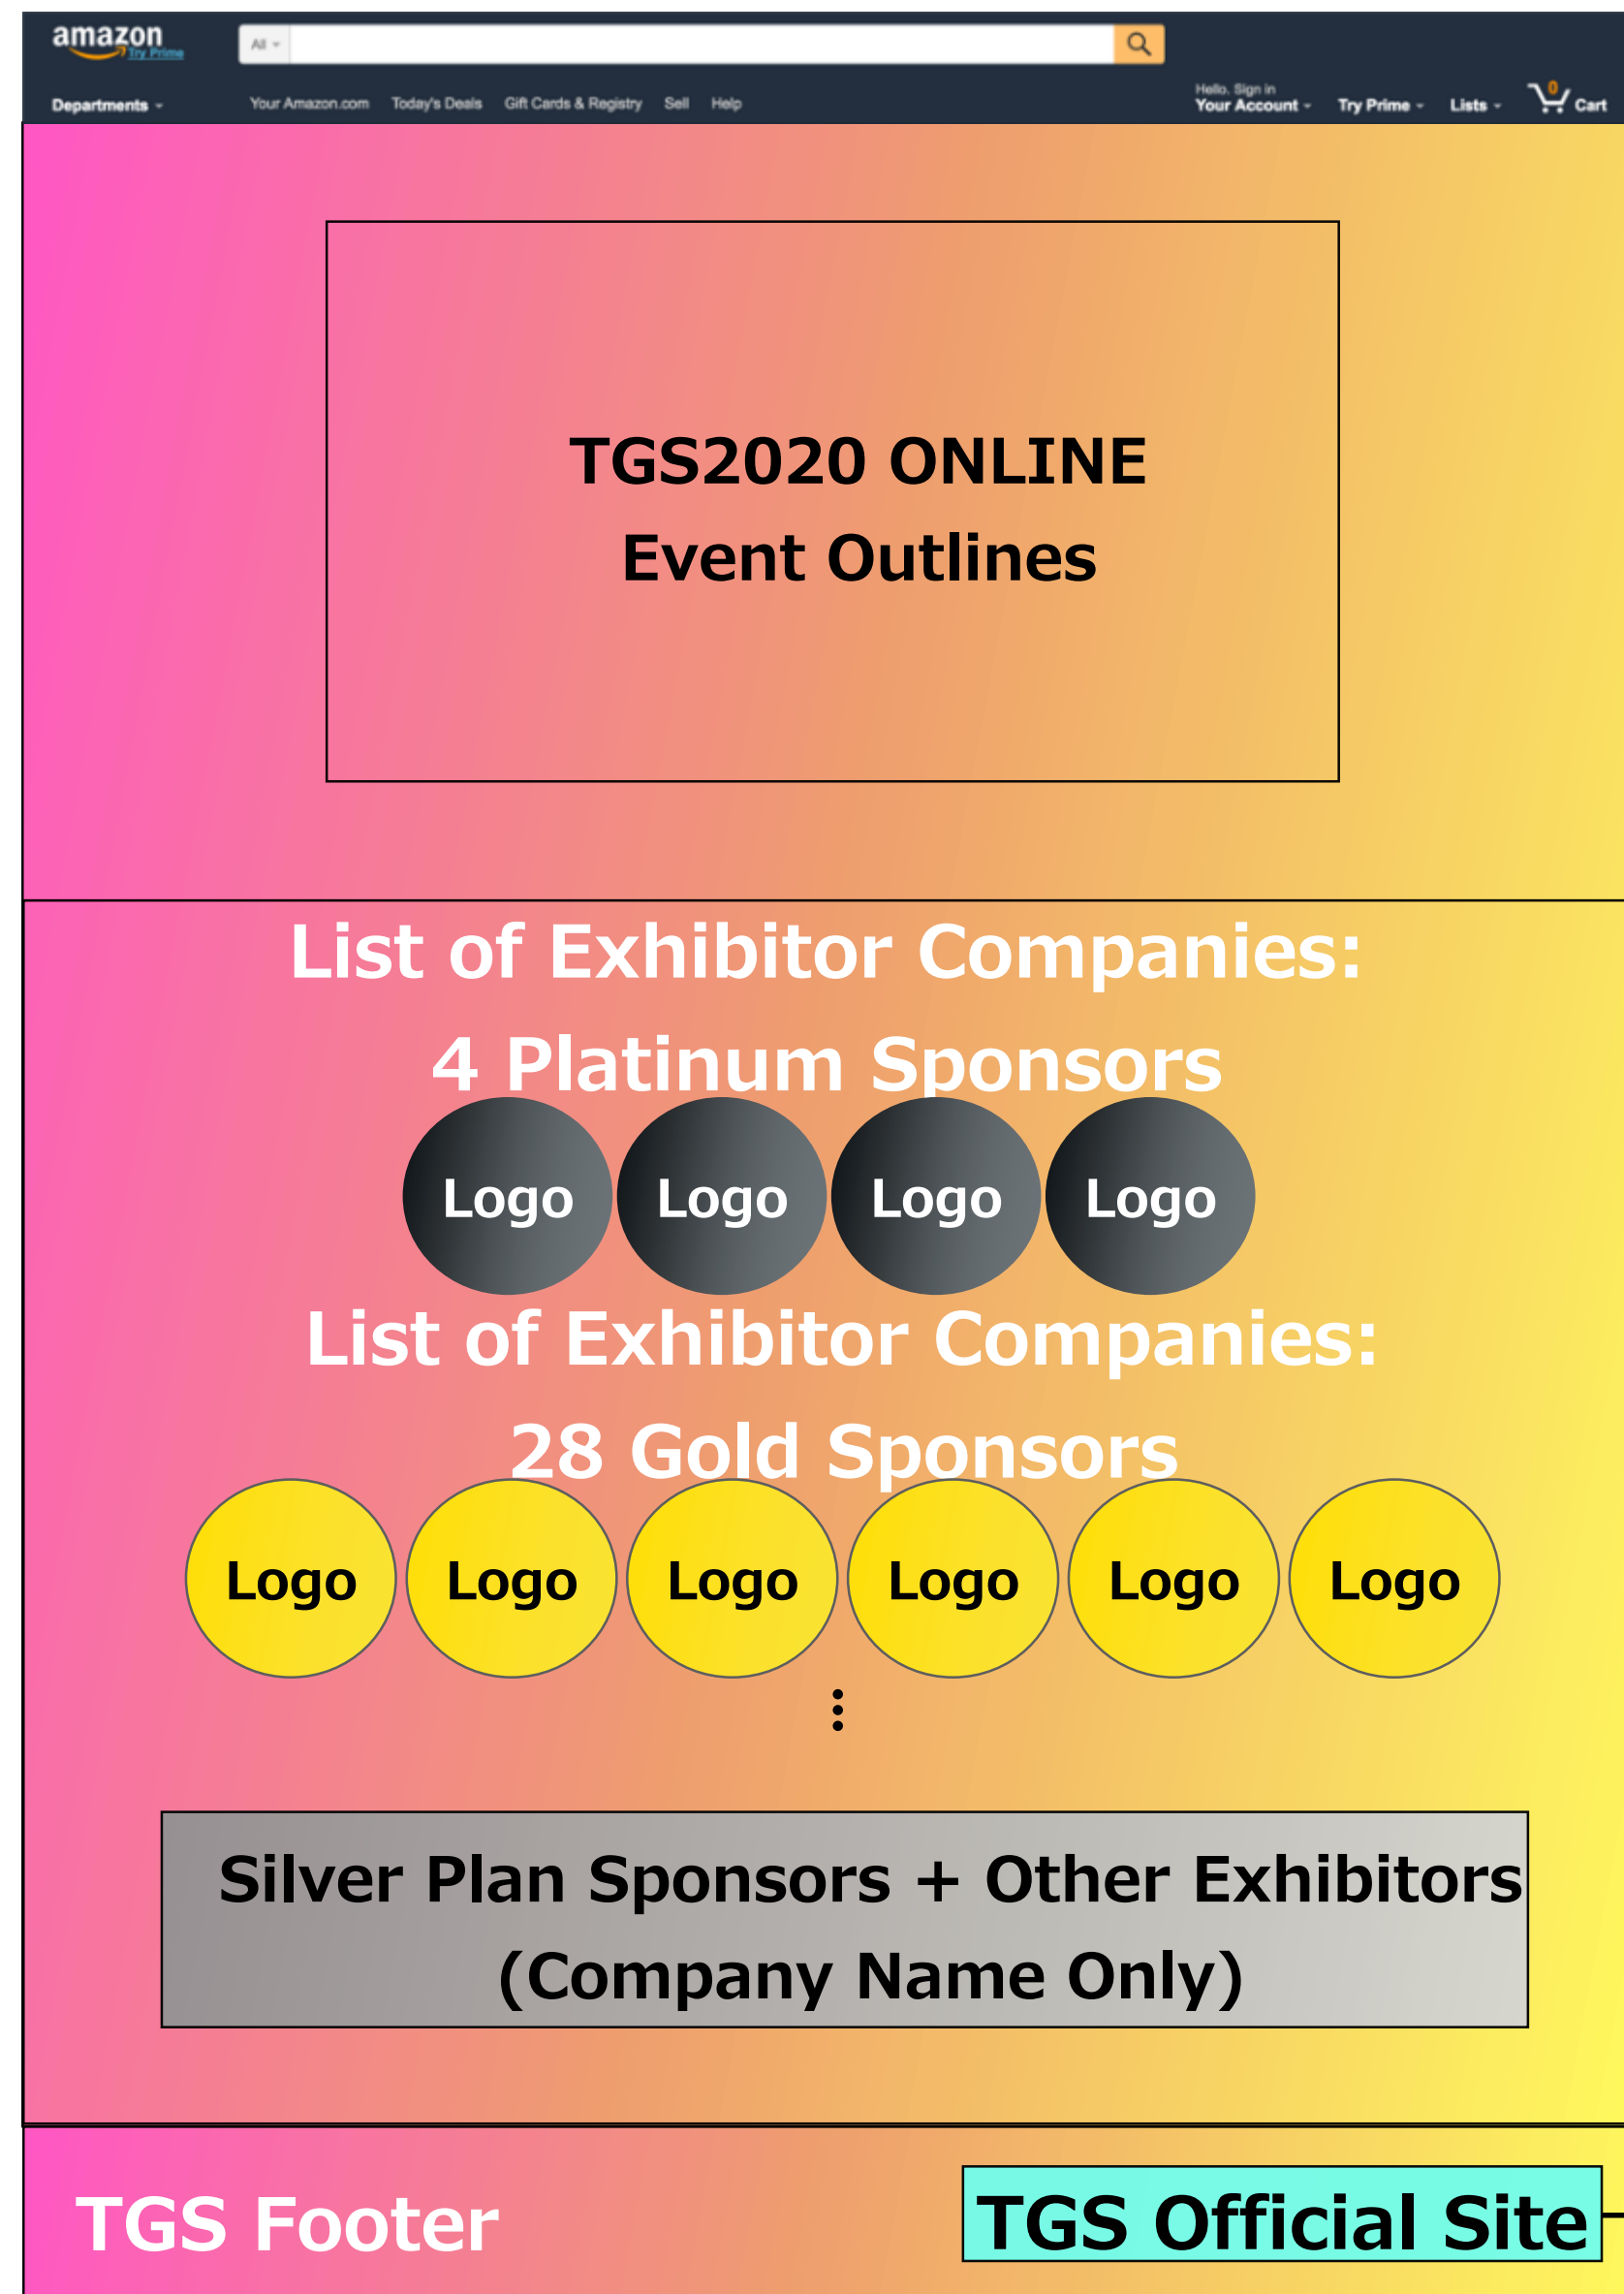 amazon
Try Prime
All
Departments
Your Amazon.com Today's Deals Gift Cards & Registry Sell Help
Hello. Sign in
Your Account Try Prime Lists 0 Cart
TGS2020 ONLINE
Event Outlines
List of Exhibitor Companies:
4 Platinum Sponsors
Logo Logo Logo Logo
List of Exhibitor Companies:
28 Gold Sponsors
Logo Logo Logo Logo Logo Logo
Silver Plan Sponsors + Other Exhibitors
(Company Name Only)
TGS Footer
TGS Official Site